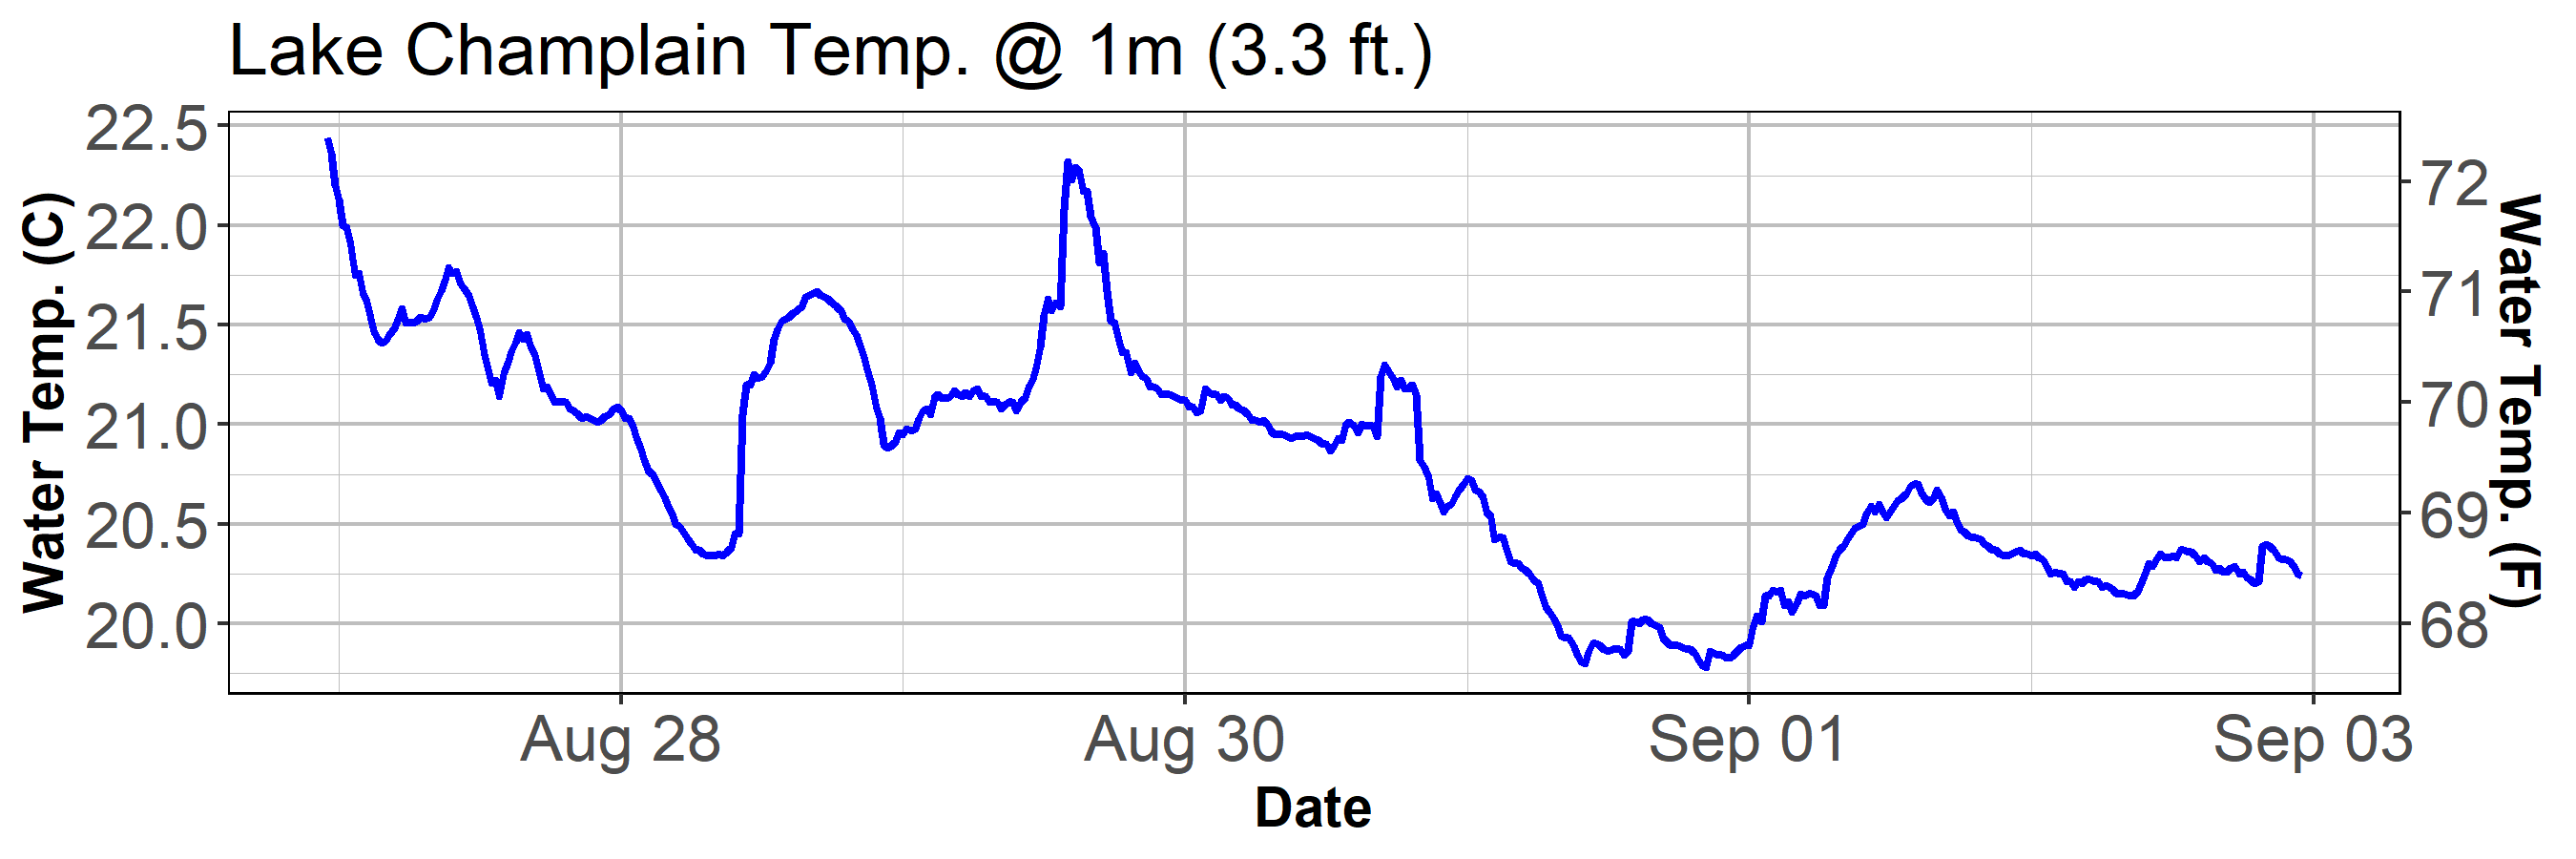 Lake Champlain Temp. @ 1m (3.3 ft.)
Water Temp. (C)
22.5
22.0
21.5
21.0
20.5
20.0
72
71
70
69
68
Water Temp. (F)
Aug 28
Aug 30
Sep 01
Sep 03
Date